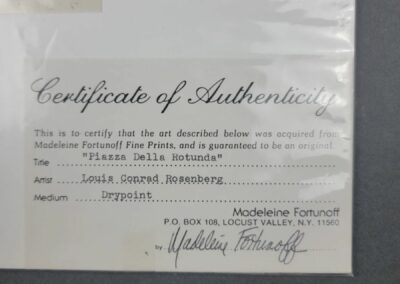 Certificate of Authenticity
This is to certify that the art described below was acquired from
Madeleine Fortunoff Fine Prints, and is guaranteed to be an original.
Title "Piazza Della Rotunda"
Artist Louis Conrad Rosenberg
Medium Drypoint
Madeleine Fortunoff
P.O. BOX 108, LOCUST VALLEY, N.Y. 11560
by Madeleine Fortunoff